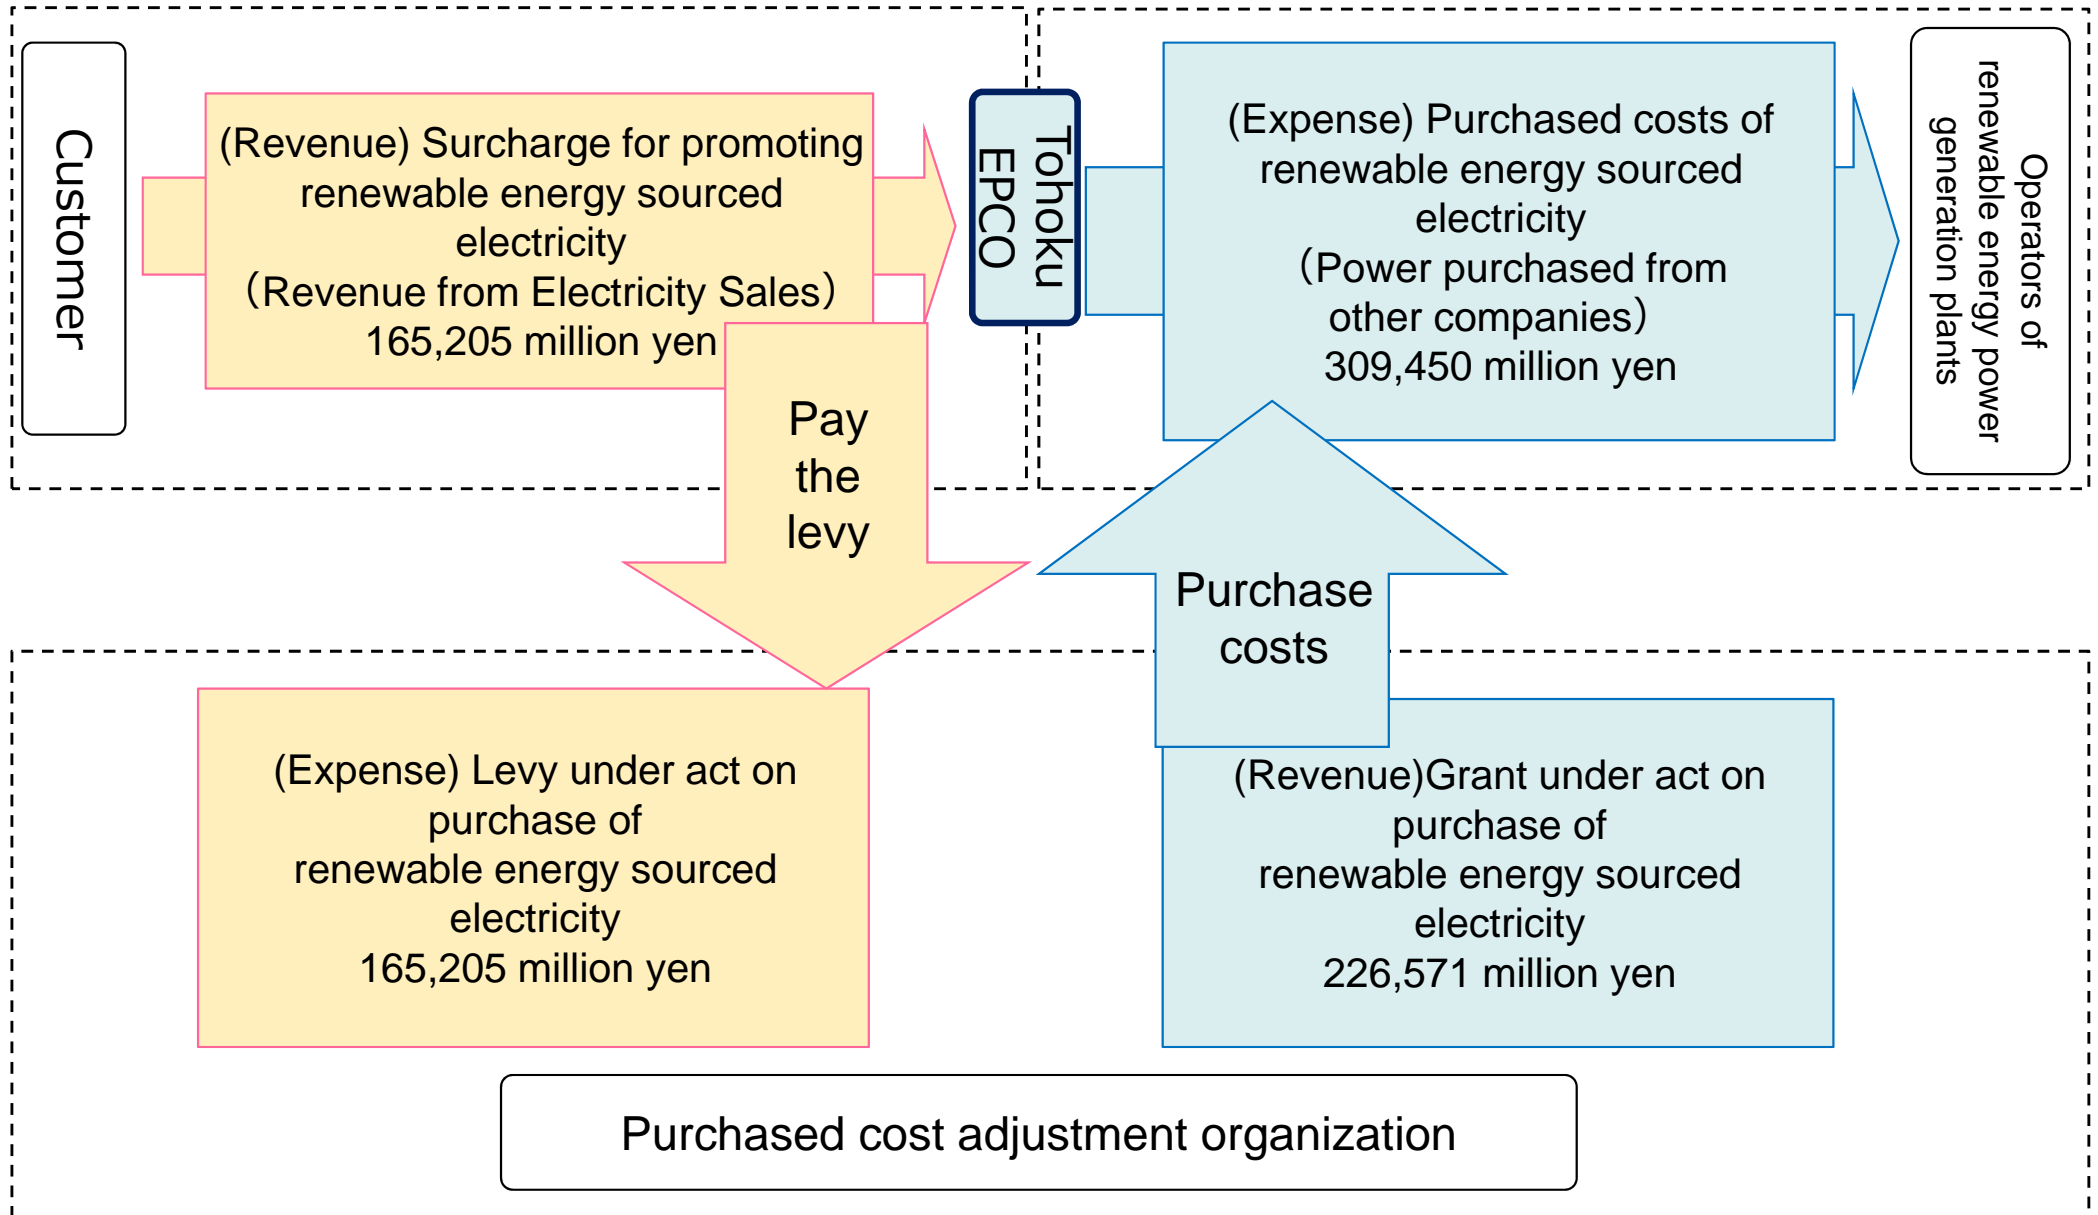 Customer
(Revenue) Surcharge for promoting
renewable energy sourced
electricity
（Revenue from Electricity Sales）
165,205 million yen
Tohoku
EPCO
(Expense) Purchased costs of
renewable energy sourced
electricity
（Power purchased from
other companies）
309,450 million yen
Operators of
renewable energy power
generation plants
Pay
the
levy
Purchase
costs
(Expense) Levy under act on
purchase of
renewable energy sourced
electricity
165,205 million yen
(Revenue)Grant under act on
purchase of
renewable energy sourced
electricity
226,571 million yen
Purchased cost adjustment organization